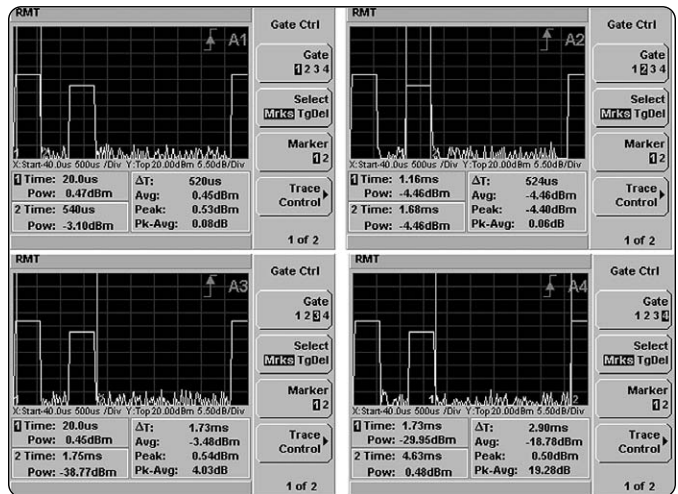 RMT
A1
X:Start-40.0us 500us /Div Y:Top 20.00dBm 5.50dB/Div
1 Time: 20.0us
Pow: 0.47dBm
2 Time: 540us
Pow: -3.10dBm
ΔT: 520us
Avg: 0.45dBm
Peak: 0.53dBm
Pk-Avg: 0.08dB
Gate Ctrl
Gate
1 2 3 4
Select
Mrks TgDel
Marker
1 2
Trace
Control
1 of 2
RMT
A2
X:Start-40.0us 500us /Div Y:Top 20.00dBm 5.50dB/Div
1 Time: 1.16ms
Pow: -4.46dBm
2 Time: 1.68ms
Pow: -4.46dBm
ΔT: 524us
Avg: -4.46dBm
Peak: -4.40dBm
Pk-Avg: 0.06dB
Gate Ctrl
Gate
1 2 3 4
Select
Mrks TgDel
Marker
1 2
Trace
Control
1 of 2
RMT
A3
X:Start-40.0us 500us /Div Y:Top 20.00dBm 5.50dB/Div
1 Time: 20.0us
Pow: 0.45dBm
2 Time: 1.75ms
Pow: -38.77dBm
ΔT: 1.73ms
Avg: -3.48dBm
Peak: 0.54dBm
Pk-Avg: 4.03dB
Gate Ctrl
Gate
1 2 3 4
Select
Mrks TgDel
Marker
1 2
Trace
Control
1 of 2
RMT
A4
1
2
X:Start-40.0us 500us /Div Y:Top 20.00dBm 5.50dB/Div
1 Time: 1.73ms
Pow: -29.95dBm
2 Time: 4.63ms
Pow: 0.48dBm
ΔT: 2.90ms
Avg: -18.78dBm
Peak: 0.50dBm
Pk-Avg: 19.28dB
Gate Ctrl
Gate
1 2 3 4
Select
Mrks TgDel
Marker
1 2
Trace
Control
1 of 2